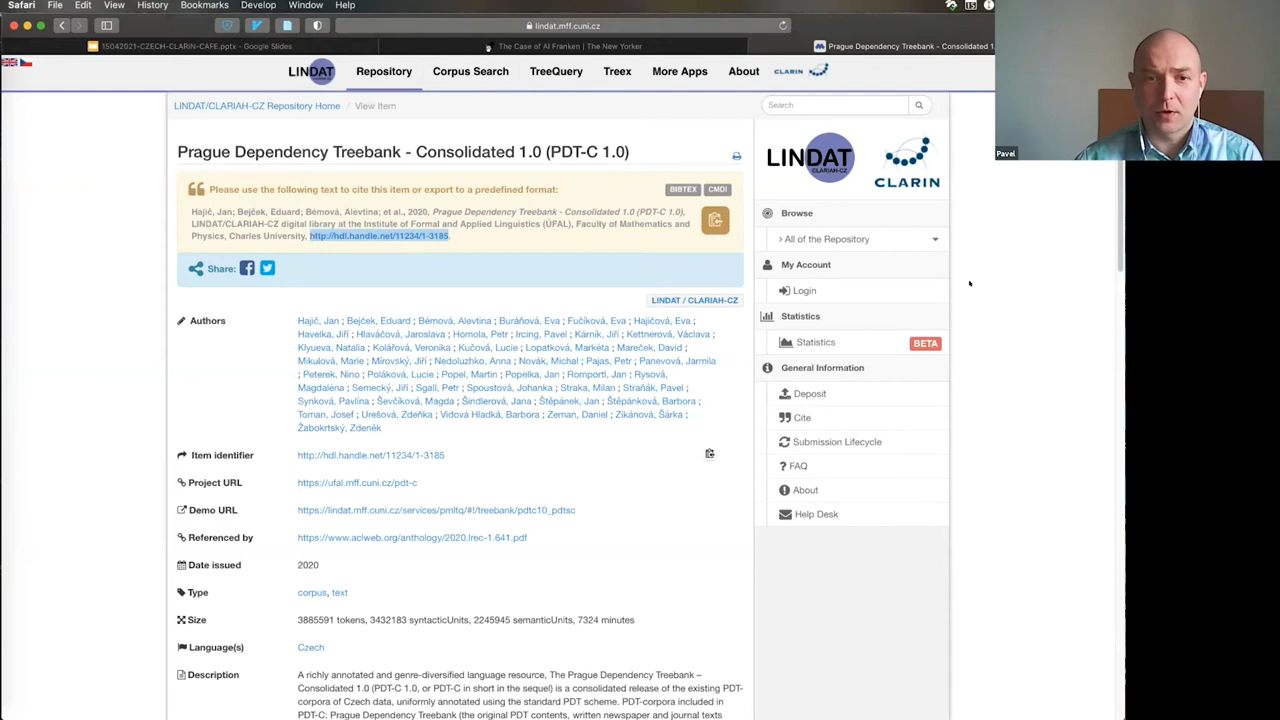 Safari File Edit View History Bookmarks Develop Window Help
lindat.mff.cuni.cz
15042021-CZECH-CLARIN-CAFE.pptx - Google Slides
The Case of Al Franken | The New Yorker
Prague Dependency Treebank - Consolidated 1.
LINDAT Repository Corpus Search TreeQuery Treex More Apps About CLARIN
LINDAT/CLARIAH-CZ Repository Home / View Item
Search
Prague Dependency Treebank - Consolidated 1.0 (PDT-C 1.0)
Please use the following text to cite this item or export to a predefined format:
BIBTEX CMDI
Hajič, Jan; Bejček, Eduard; Bémová, Alevtina; et al., 2020, Prague Dependency Treebank - Consolidated 1.0 (PDT-C 1.0),
LINDAT/CLARIAH-CZ digital library at the Institute of Formal and Applied Linguistics (ÚFAL), Faculty of Mathematics and
Physics, Charles University, http://hdl.handle.net/11234/1-3185.
Share:
LINDAT / CLARIAH-CZ
Authors
Hajič, Jan ; Bejček, Eduard ; Bémová, Alevtina ; Buráňová, Eva ; Fučíková, Eva ; Hajičová, Eva ;
Havelka, Jiří ; Hlaváčová, Jaroslava ; Homola, Petr ; Ircing, Pavel ; Kárník, Jiří ; Kettnerová, Václava ;
Klyueva, Natalia ; Kolářová, Veronika ; Kučová, Lucie ; Lopatková, Markéta ; Mareček, David ;
Mikulová, Marie ; Mírovský, Jiří ; Nedoluzhko, Anna ; Novák, Michal ; Pajas, Petr ; Panevová, Jarmila
; Peterek, Nino ; Poláková, Lucie ; Popel, Martin ; Popelka, Jan ; Romportl, Jan ; Rysová,
Magdaléna ; Semecký, Jiří ; Sgall, Petr ; Spoustová, Johanka ; Straka, Milan ; Straňák, Pavel ;
Synková, Pavlína ; Ševčíková, Magda ; Šindlerová, Jana ; Štěpánek, Jan ; Štěpánková, Barbora ;
Toman, Josef ; Urešová, Zdeňka ; Vidová Hladká, Barbora ; Zeman, Daniel ; Zikánová, Šárka ;
Žabokrtský, Zdeněk
Item identifier
http://hdl.handle.net/11234/1-3185
Project URL
https://ufal.mff.cuni.cz/pdt-c
Demo URL
https://lindat.mff.cuni.cz/services/pmltq/#!/treebank/pdtc10_pdtsc
Referenced by
https://www.aclweb.org/anthology/2020.lrec-1.641.pdf
Date issued
2020
Type
corpus, text
Size
3885591 tokens, 3432183 syntacticUnits, 2245945 semanticUnits, 7324 minutes
Language(s)
Czech
Description
A richly annotated and genre-diversified language resource, The Prague Dependency Treebank –
Consolidated 1.0 (PDT-C 1.0, or PDT-C in short in the sequel) is a consolidated release of the existing PDT-
corpora of Czech data, uniformly annotated using the standard PDT scheme. PDT-corpora included in
PDT-C: Prague Dependency Treebank (the original PDT contents, written newspaper and journal texts
LINDAT
CLARIAH-CZ
CLARIN
Browse
› All of the Repository
My Account
Login
Statistics
Statistics
BETA
General Information
Deposit
Cite
Submission Lifecycle
FAQ
About
Help Desk
Pavel